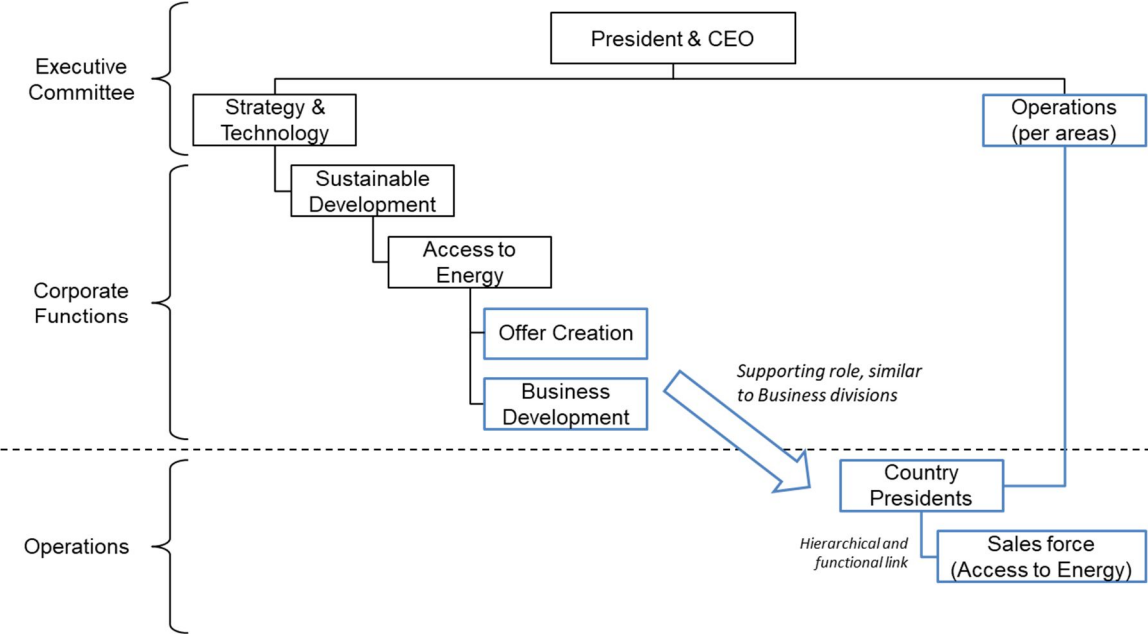 President & CEO
Executive
Committee
Strategy &
Technology
Operations
(per areas)
Sustainable
Development
Access to
Energy
Corporate
Functions
Offer Creation
Business
Development
Supporting role, similar
to Business divisions
Country
Presidents
Operations
Hierarchical and
functional link
Sales force
(Access to Energy)